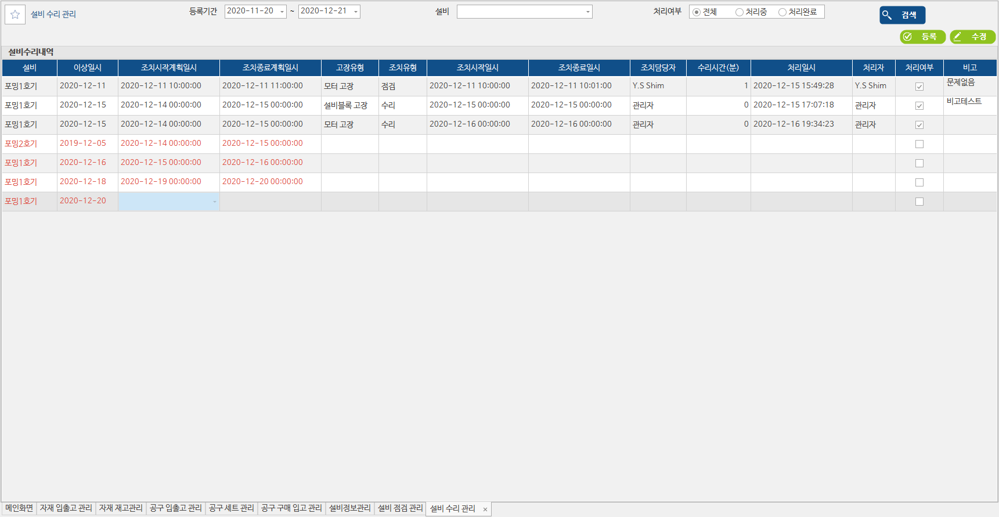 설비 수리 관리 등록기간 2020-11-20 ~ 2020-12-21 설비 처리여부 전체 처리중 처리완료 검색
등록 수정
설비수리내역
설비 이상일시 조치시작계획일시 조치종료계획일시 고장유형 조치유형 조치시작일시 조치종료일시 조치담당자 수리시간(분) 처리일시 처리자 처리여부 비고
포밍1호기 2020-12-11 2020-12-11 10:00:00 2020-12-11 11:00:00 모터 고장 점검 2020-12-11 10:00:00 2020-12-11 10:01:00 Y.S Shim 1 2020-12-15 15:49:28 Y.S Shim 문제없음
포밍1호기 2020-12-15 2020-12-14 00:00:00 2020-12-15 00:00:00 설비블록 고장 수리 2020-12-15 00:00:00 2020-12-15 00:00:00 관리자 0 2020-12-15 17:07:18 관리자 비고테스트
포밍1호기 2020-12-15 2020-12-14 00:00:00 2020-12-15 00:00:00 모터 고장 수리 2020-12-16 00:00:00 2020-12-16 00:00:00 관리자 0 2020-12-16 19:34:23 관리자
포밍2호기 2019-12-05 2020-12-14 00:00:00 2020-12-15 00:00:00
포밍1호기 2020-12-16 2020-12-15 00:00:00 2020-12-16 00:00:00
포밍1호기 2020-12-18 2020-12-19 00:00:00 2020-12-20 00:00:00
포밍1호기 2020-12-20
메인화면 자재 입출고 관리 자재 재고관리 공구 입출고 관리 공구 세트 관리 공구 구매 입고 관리 설비정보관리 설비 점검 관리 설비 수리 관리 ×